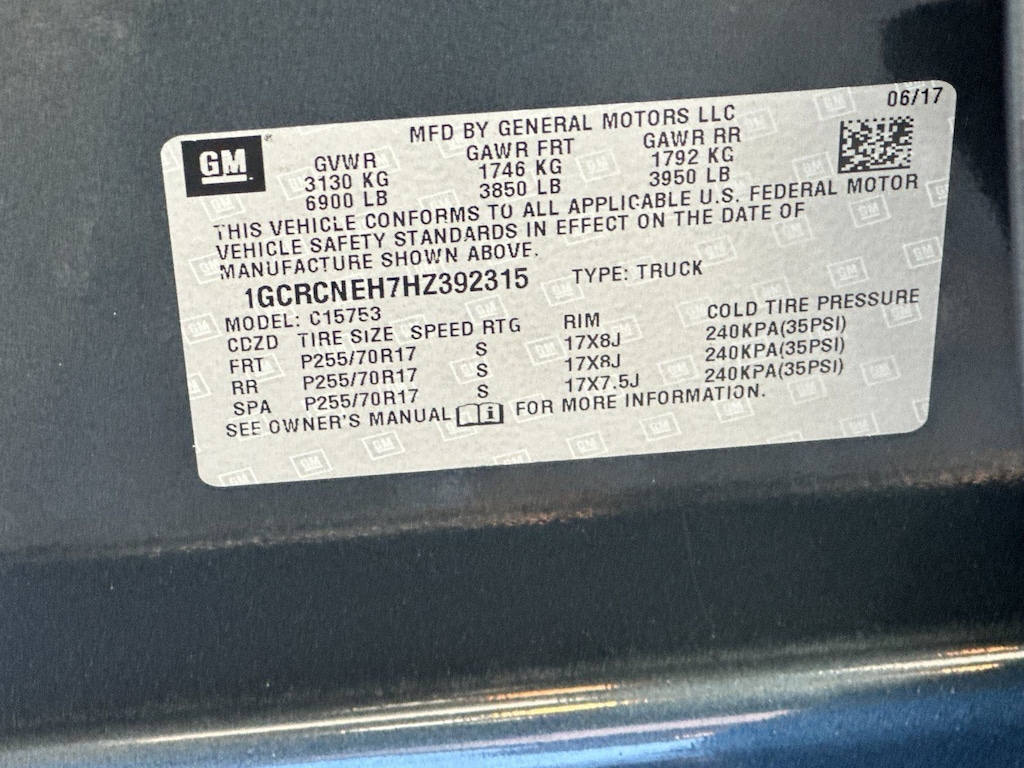 GM
MFD BY GENERAL MOTORS LLC 06/17
GVWR GAWR FRT GAWR RR
3130 KG 1746 KG 1792 KG
6900 LB 3850 LB 3950 LB
THIS VEHICLE CONFORMS TO ALL APPLICABLE U.S. FEDERAL MOTOR
VEHICLE SAFETY STANDARDS IN EFFECT ON THE DATE OF
MANUFACTURE SHOWN ABOVE.
1GCRCNEH7HZ392315 TYPE: TRUCK
MODEL: C15753
CDZD TIRE SIZE SPEED RTG RIM COLD TIRE PRESSURE
FRT P255/70R17 S 17X8J 240KPA(35PSI)
RR P255/70R17 S 17X8J 240KPA(35PSI)
SPA P255/70R17 S 17X7.5J 240KPA(35PSI)
SEE OWNER'S MANUAL FOR MORE INFORMATION.